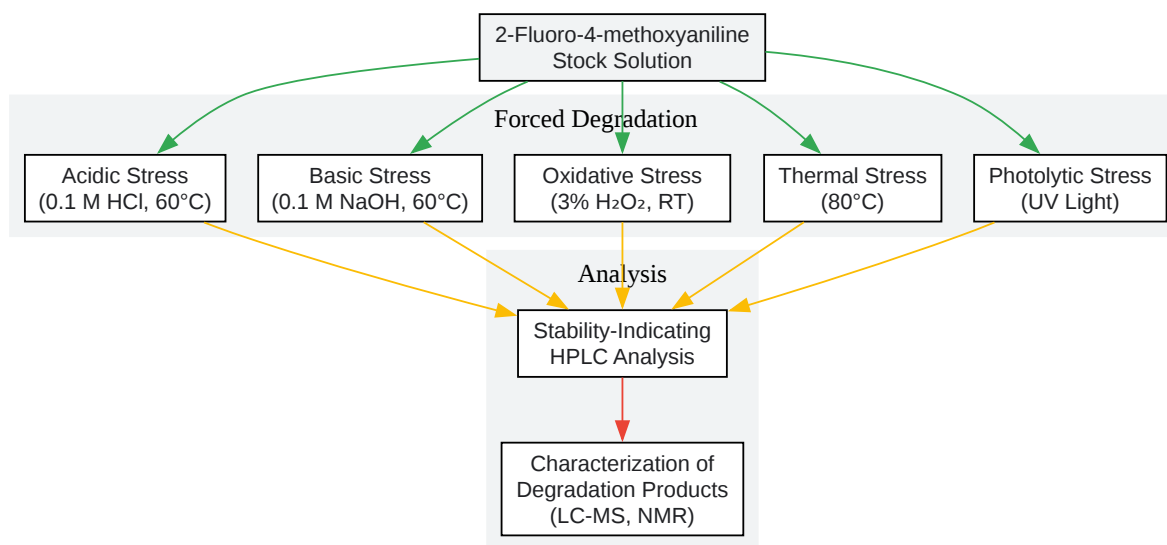 2-Fluoro-4-methoxyaniline
Stock Solution
Forced Degradation
Acidic Stress
(0.1 M HCl, 60°C)
Basic Stress
(0.1 M NaOH, 60°C)
Oxidative Stress
(3% H₂O₂, RT)
Thermal Stress
(80°C)
Photolytic Stress
(UV Light)
Analysis
Stability-Indicating
HPLC Analysis
Characterization of
Degradation Products
(LC-MS, NMR)